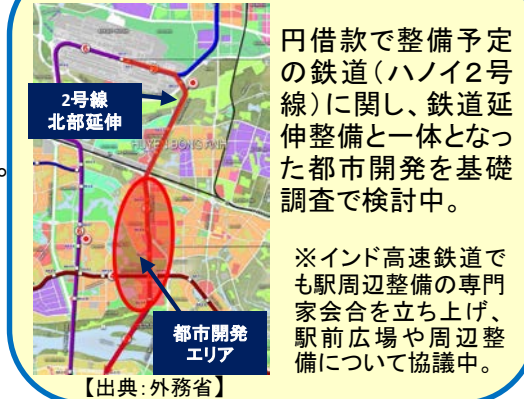 2号線
北部延伸
HUYEN DONG ANH
都市開発
エリア
【出典:外務省】
円借款で整備予定
の鉄道(ハノイ2号
線)に関し、鉄道延
伸整備と一体となっ
た都市開発を基礎
調査で検討中。
※インド高速鉄道で
も駅周辺整備の専門
家会合を立ち上げ、
駅前広場や周辺整
備について協議中。
。